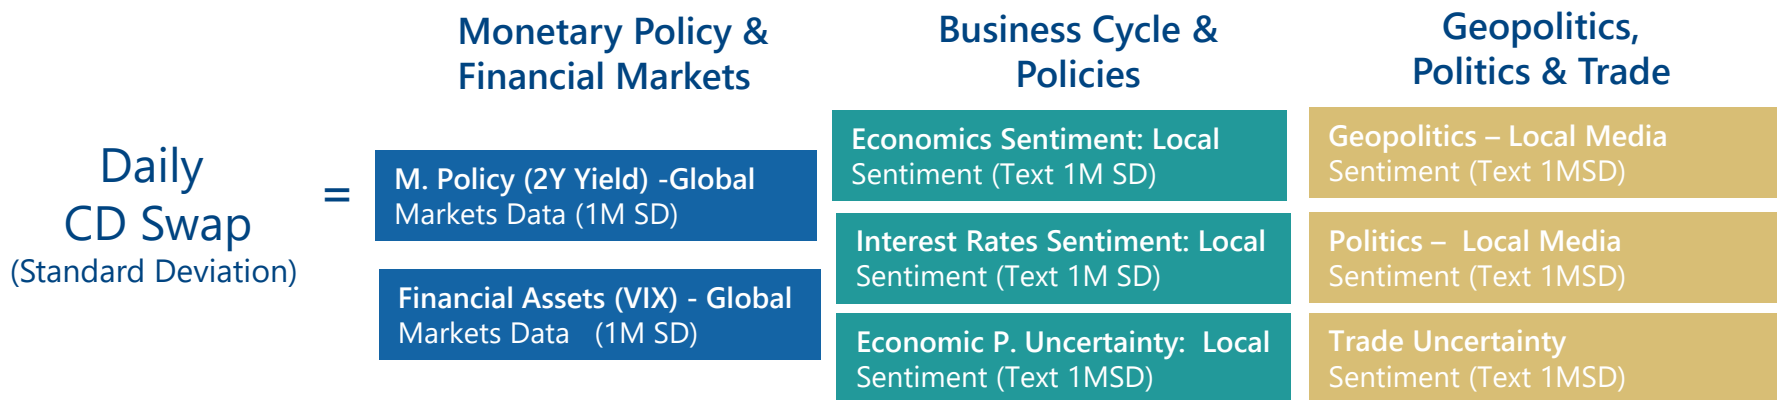 Daily
CD Swap
(Standard Deviation)
=
Monetary Policy &
Financial Markets
M. Policy (2Y Yield) -Global
Markets Data (1M SD)
Financial Assets (VIX) - Global
Markets Data (1M SD)
Business Cycle &
Policies
Economics Sentiment: Local
Sentiment (Text 1M SD)
Interest Rates Sentiment: Local
Sentiment (Text 1M SD)
Economic P. Uncertainty: Local
Sentiment (Text 1MSD)
Geopolitics,
Politics & Trade
Geopolitics – Local Media
Sentiment (Text 1MSD)
Politics – Local Media
Sentiment (Text 1MSD)
Trade Uncertainty
Sentiment (Text 1MSD)